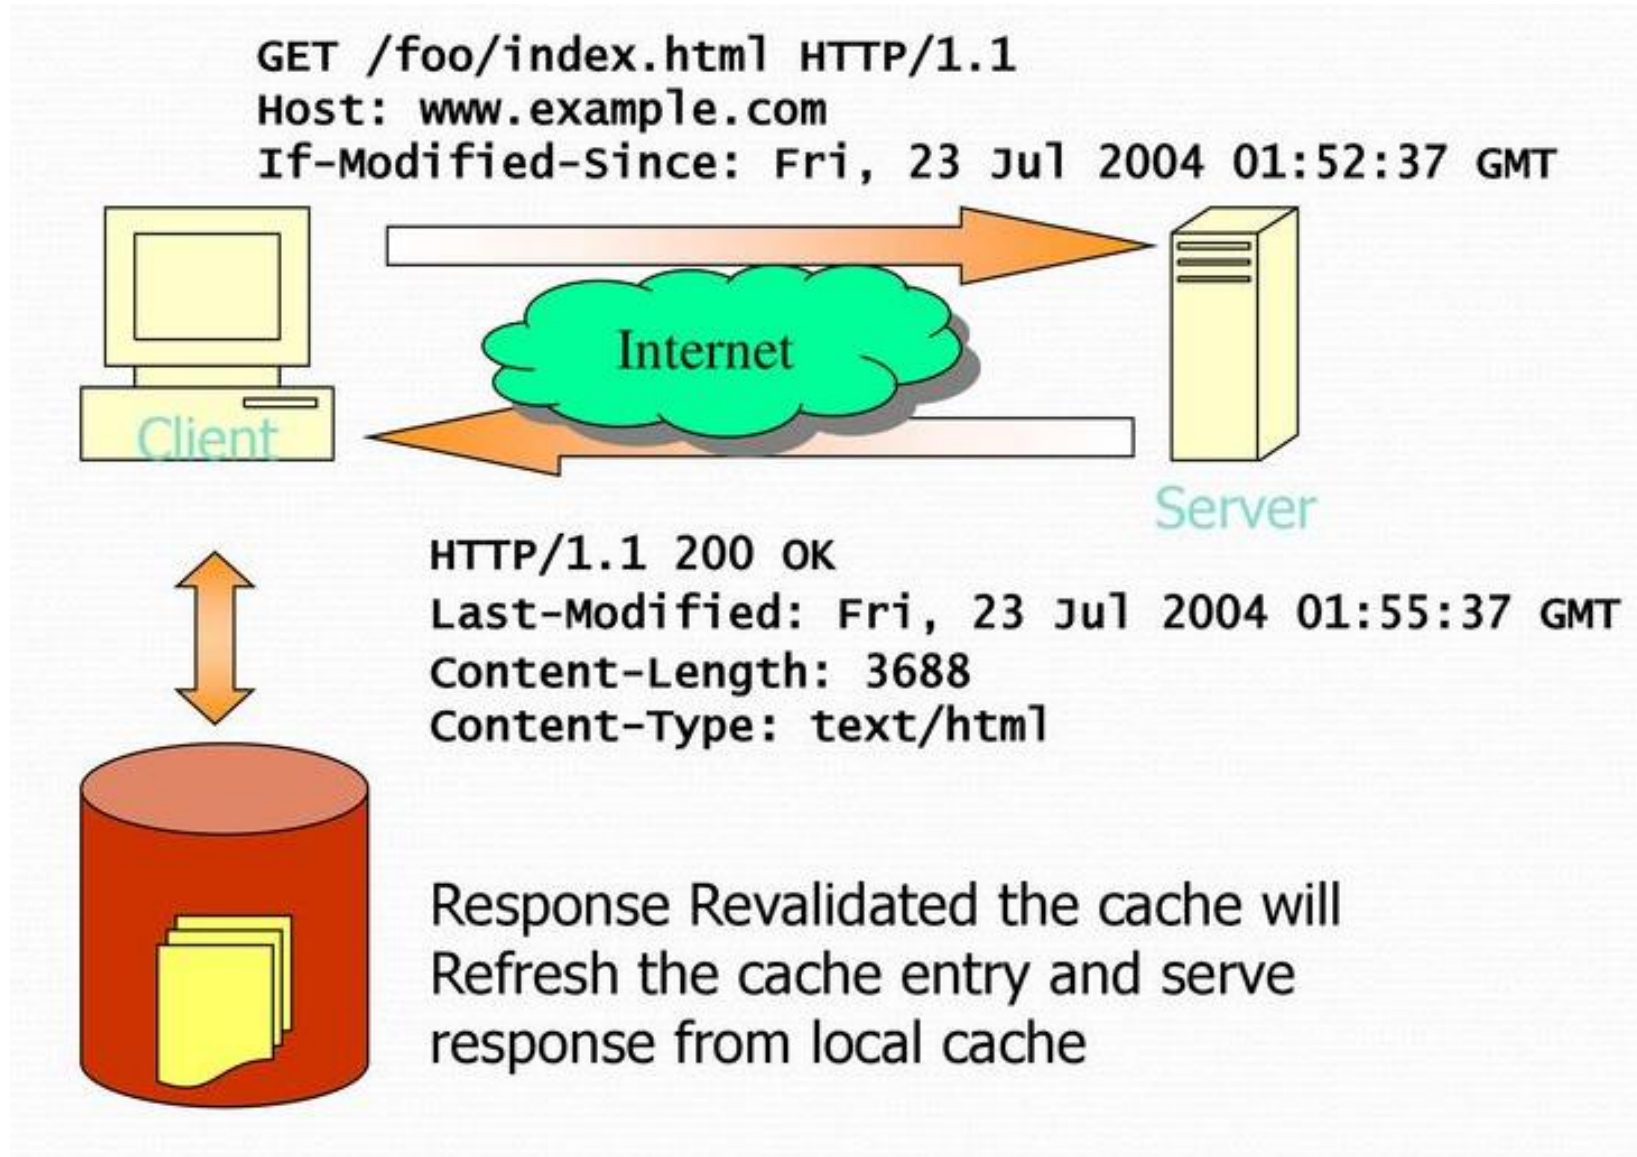 GET /foo/index.html HTTP/1.1
Host: www.example.com
If-Modified-Since: Fri, 23 Jul 2004 01:52:37 GMT
Internet
Client
Server
HTTP/1.1 200 OK
Last-Modified: Fri, 23 Jul 2004 01:55:37 GMT
Content-Length: 3688
Content-Type: text/html
Response Revalidated the cache will
Refresh the cache entry and serve
response from local cache